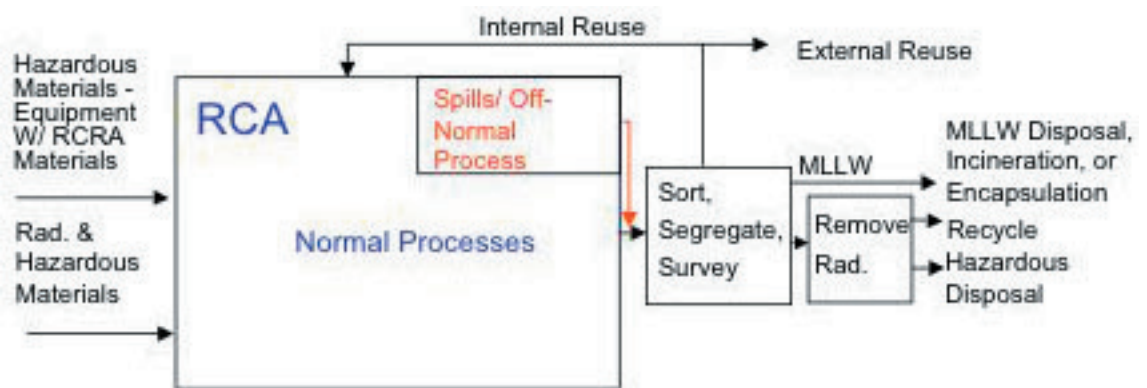 Internal Reuse
External Reuse
Hazardous
Materials -
Equipment
W/ RCRA
Materials
Rad. &
Hazardous
Materials
RCA
Spills/ Off-
Normal
Process
Normal Processes
Sort,
Segregate,
Survey
MLLW
Remove
Rad.
MLLW Disposal,
Incineration, or
Encapsulation
Recycle
Hazardous
Disposal